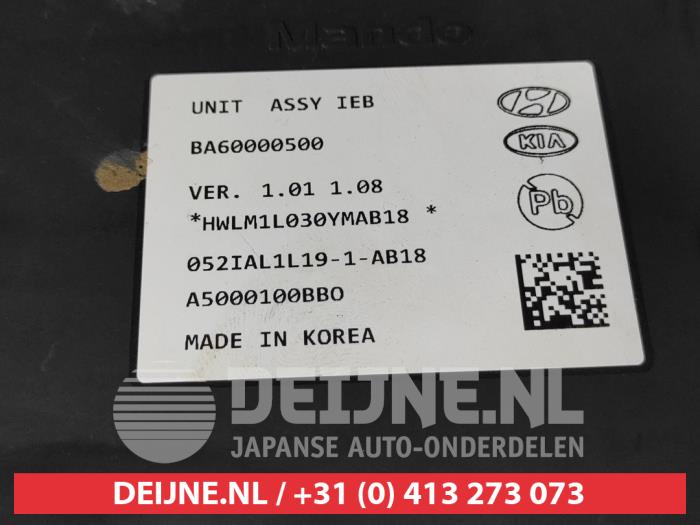 Mando
UNIT ASSY IEB
BA60000500
KIA
VER. 1.01 1.08
Pb
*HWLM1L030YMAB18 *
052IAL1L19-1-AB18
A5000100BBO
MADE IN KOREA
DEIJNE.NL
JAPANSE AUTO-ONDERDELEN
DEIJNE.NL / +31 (0) 413 273 073